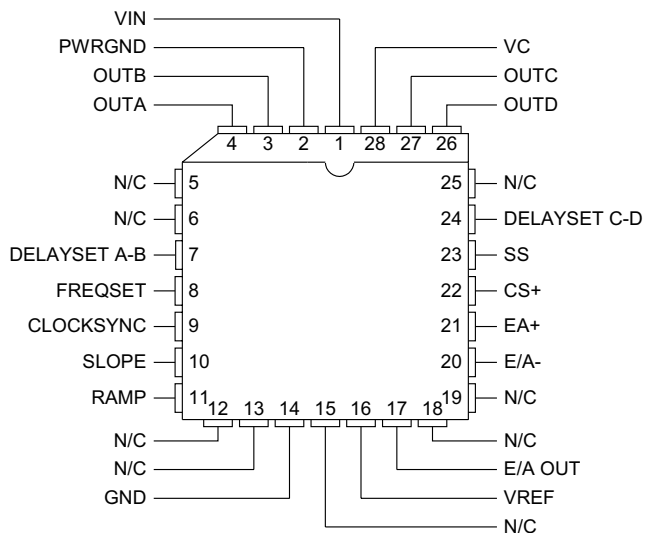 VIN
PWRGND VC
OUTB OUTC
OUTA OUTD
4 3 2 1 28 27 26
N/C 5 25 N/C
N/C 6 24 DELAYSET C-D
DELAYSET A-B 7 23 SS
FREQSET 8 22 CS+
CLOCKSYNC 9 21 EA+
SLOPE 10 20 E/A-
RAMP 11 19 N/C
12 13 14 15 16 17 18
N/C N/C
N/C E/A OUT
GND VREF
N/C